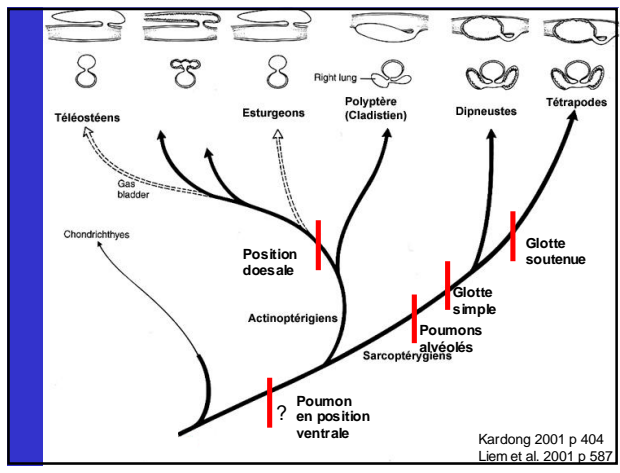 Right lung
Téléostéens
Esturgeons
Polyptère
(Cladistien)
Dipneustes
Tétrapodes
Gas
bladder
Chondrichthyes
Position
doesale
Glotte
soutenue
Glotte
simple
Actinoptérigiens
Poumons
alvéolés
Sarcoptérygiens
? Poumon
en position
ventrale
Kardong 2001 p 404
Liem et al. 2001 p 587